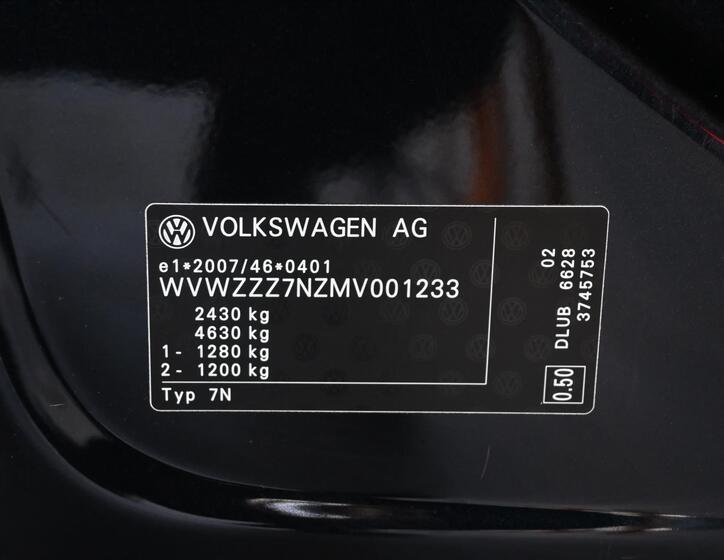 VOLKSWAGEN AG
e1*2007/46*0401
WVWZZZ7NZMV001233
2430 kg
4630 kg
1- 1280 kg
2- 1200 kg
Typ 7N
02
DLUB 6628
3745753
0.50